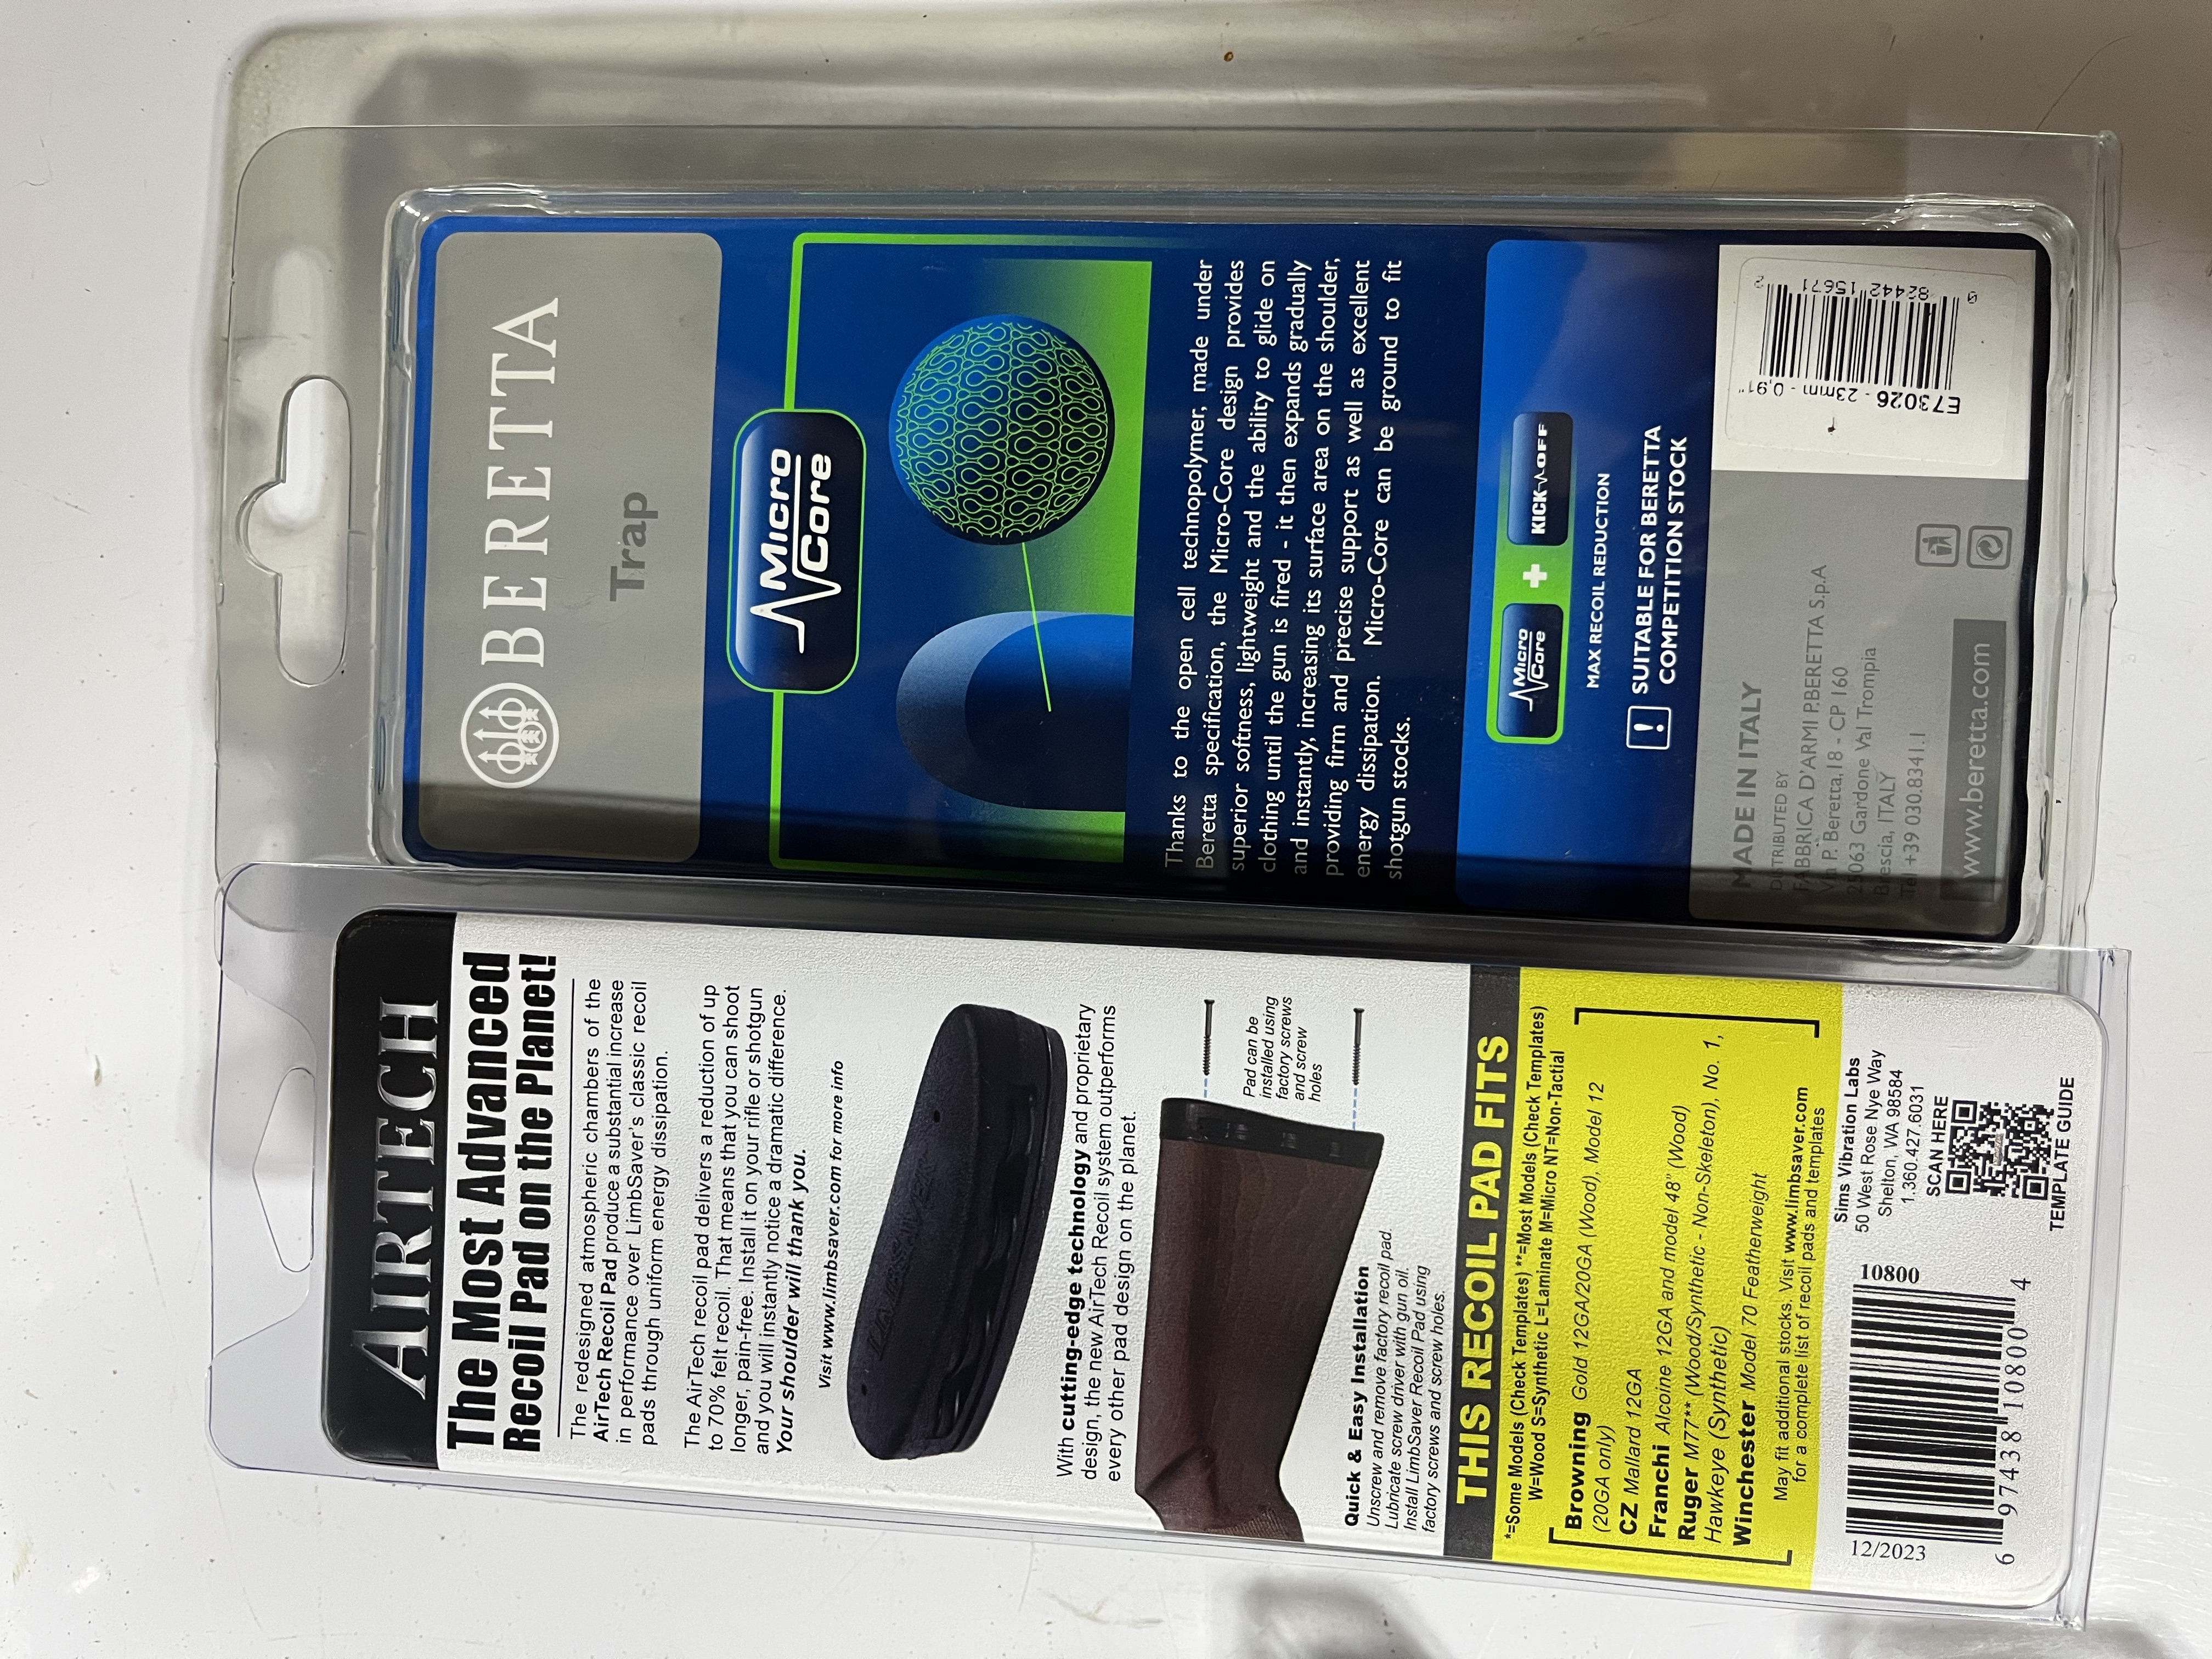 AIRTECH
The Most Advanced
Recoil Pad on the Planet!
The redesigned atmospheric chambers of the
AirTech Recoil Pad produce a substantial increase
in performance over LimbSaver's classic recoil
pads through uniform energy dissipation.
The AirTech recoil pad delivers a reduction of up
to 70% felt recoil. That means that you can shoot
longer, pain-free. Install it on your rifle or shotgun
and you will instantly notice a dramatic difference.
Your shoulder will thank you.
Visit www.limbsaver.com for more info
LIMBSAVER
With cutting-edge technology and proprietary
design, the new AirTech Recoil system outperforms
every other pad design on the planet.
Pad can be
installed using
factory screws
and screw
holes
Quick & Easy Installation
Unscrew and remove factory recoil pad.
Lubricate screw driver with gun oil.
Install LimbSaver Recoil Pad using
factory screws and screw holes.
THIS RECOIL PAD FITS
*=Some Models (Check Templates) **=Most Models (Check Templates)
W=Wood S=Synthetic L=Laminate M=Micro NT=Non-Tactial
Browning Gold 12GA/20GA (Wood), Model 12
(20GA only)
CZ Mallard 12GA
Franchi Alcoine 12GA and model 48" (Wood)
Ruger M77** (Wood/Synthetic - Non-Skeleton), No. 1,
Hawkeye (Synthetic)
Winchester Model 70 Featherweight
May fit additional stocks. Visit www.limbsaver.com
for a complete list of recoil pads and templates
12/2023
10800
6 97438 10800 4
Sims Vibration Labs
50 West Rose Nye Way
Shelton, WA 98584
1.360.427.6031
SCAN HERE
TEMPLATE GUIDE
BERETTA
Trap
Micro
Core
Thanks to the open cell technopolymer, made under
Beretta specification, the Micro-Core design provides
superior softness, lightweight and the ability to glide on
clothing until the gun is fired - it then expands gradually
and instantly, increasing its surface area on the shoulder,
providing firm and precise support as well as excellent
energy dissipation. Micro-Core can be ground to fit
shotgun stocks.
Micro
Core
+
KICK OFF
MAX RECOIL REDUCTION
! SUITABLE FOR BERETTA
COMPETITION STOCK
MADE IN ITALY
DISTRIBUTED BY
FABBRICA D'ARMI P.BERETTA S.p.A
Via P. Beretta,18 - CP 160
25063 Gardone Val Trompia
Brescia, ITALY
Tel +39 030.8341.1
www.beretta.com
E73026 - 23mm - 0,91"
0 82442 15671 2